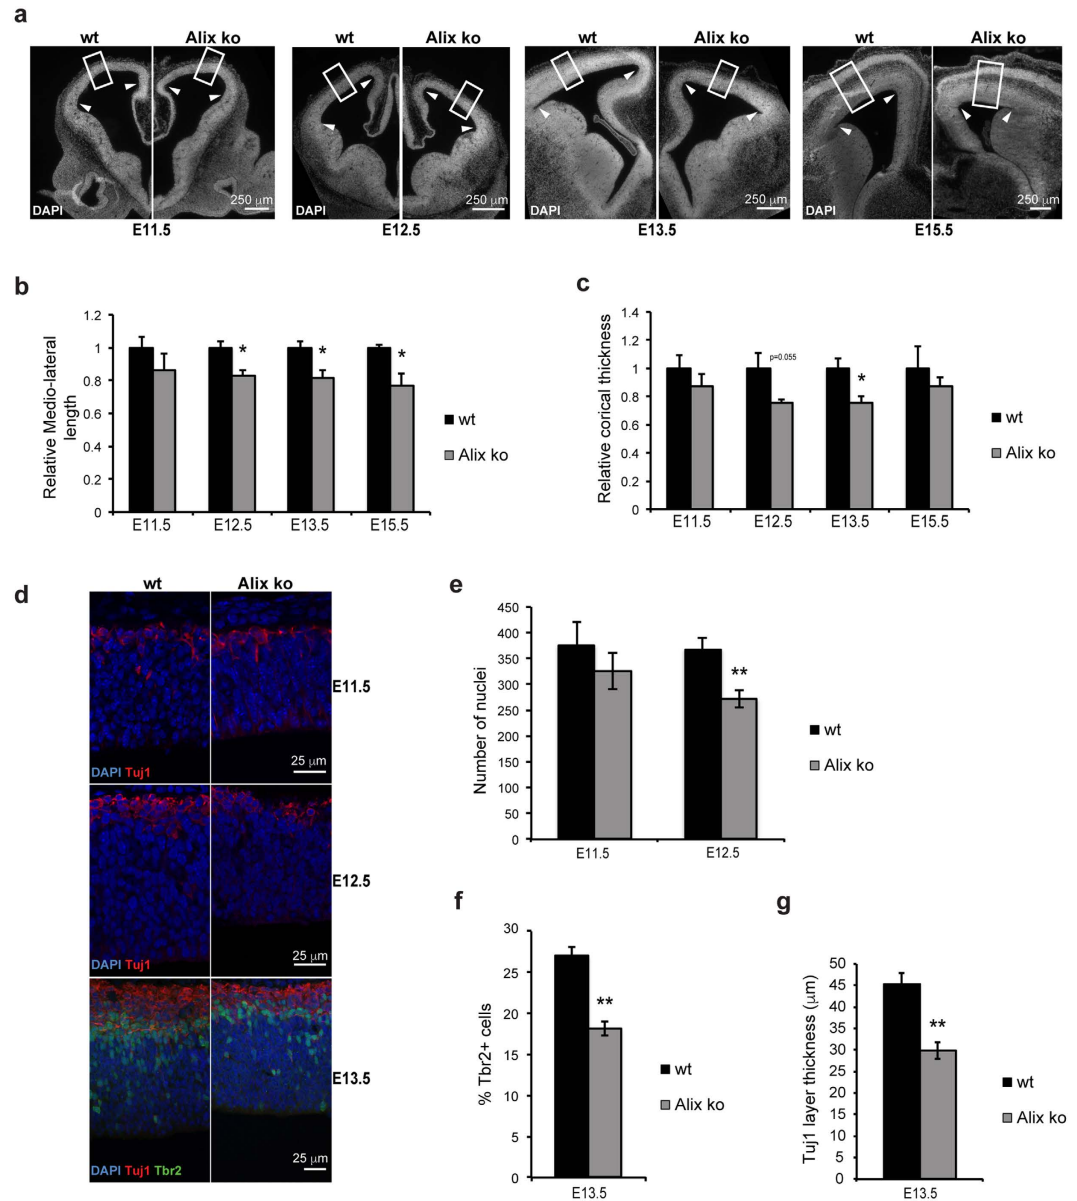 a
wt Alix ko wt Alix ko wt Alix ko wt Alix ko
DAPI 250 µm DAPI 250 µm DAPI 250 µm DAPI 250 µm
E11.5 E12.5 E13.5 E15.5
b
Relative Medio-lateral
length
1.2
1
0.8
0.6
0.4
0.2
0
* * *
E11.5 E12.5 E13.5 E15.5
wt
Alix ko
c
Relative corical thickness
1.4
1.2
1
0.8
0.6
0.4
0.2
0
p=0.055
*
E11.5 E12.5 E13.5 E15.5
wt
Alix ko
d
wt Alix ko
E11.5
DAPI Tuj1 25 µm
E12.5
DAPI Tuj1 25 µm
E13.5
DAPI Tuj1 Tbr2 25 µm
e
Number of nuclei
450
400
350
300
250
200
150
100
50
0
**
E11.5 E12.5
wt
Alix ko
f
% Tbr2+ cells
30
25
20
15
10
5
0
**
E13.5
wt
Alix ko
g
Tuj1 layer thickness (µm)
50
45
40
35
30
25
20
15
10
5
0
**
E13.5
wt
Alix ko